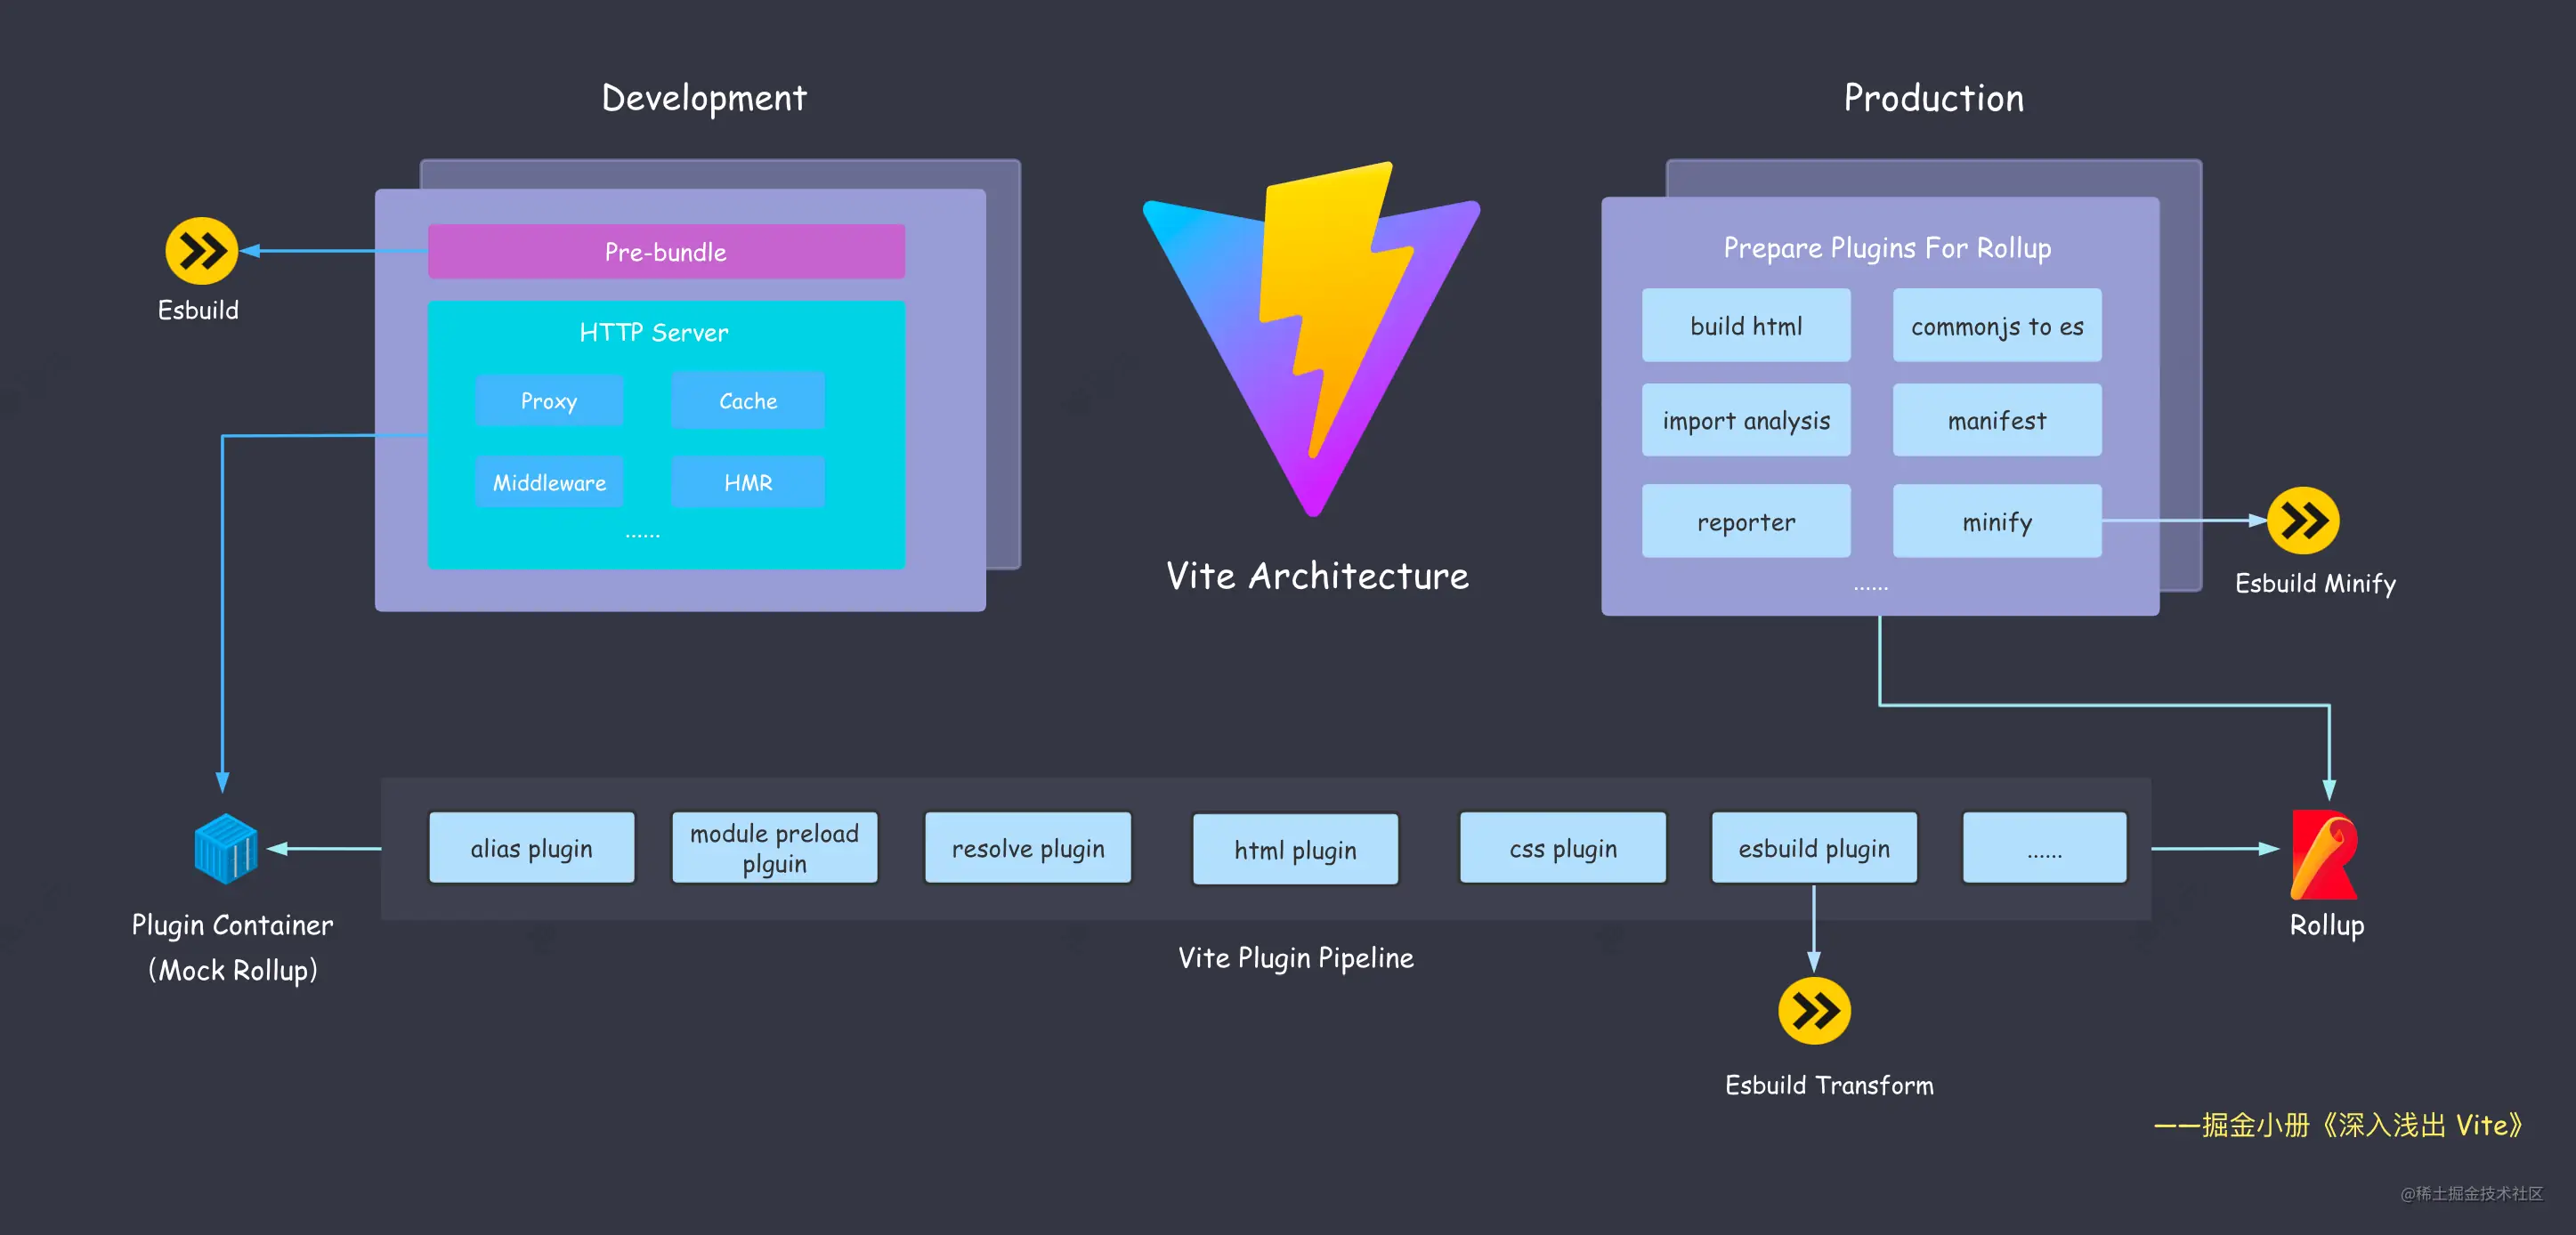 Development
Production
Pre-bundle
Esbuild
HTTP Server
Proxy
Cache
Middleware
HMR
......
Vite Architecture
Prepare Plugins For Rollup
build html
commonjs to es
import analysis
manifest
reporter
minify
......
Esbuild Minify
alias plugin
module preload
plguin
resolve plugin
html plugin
css plugin
esbuild plugin
......
Plugin Container
(Mock Rollup)
Rollup
Vite Plugin Pipeline
Esbuild Transform
——掘金小册《深入浅出 Vite》
@稀土掘金技术社区